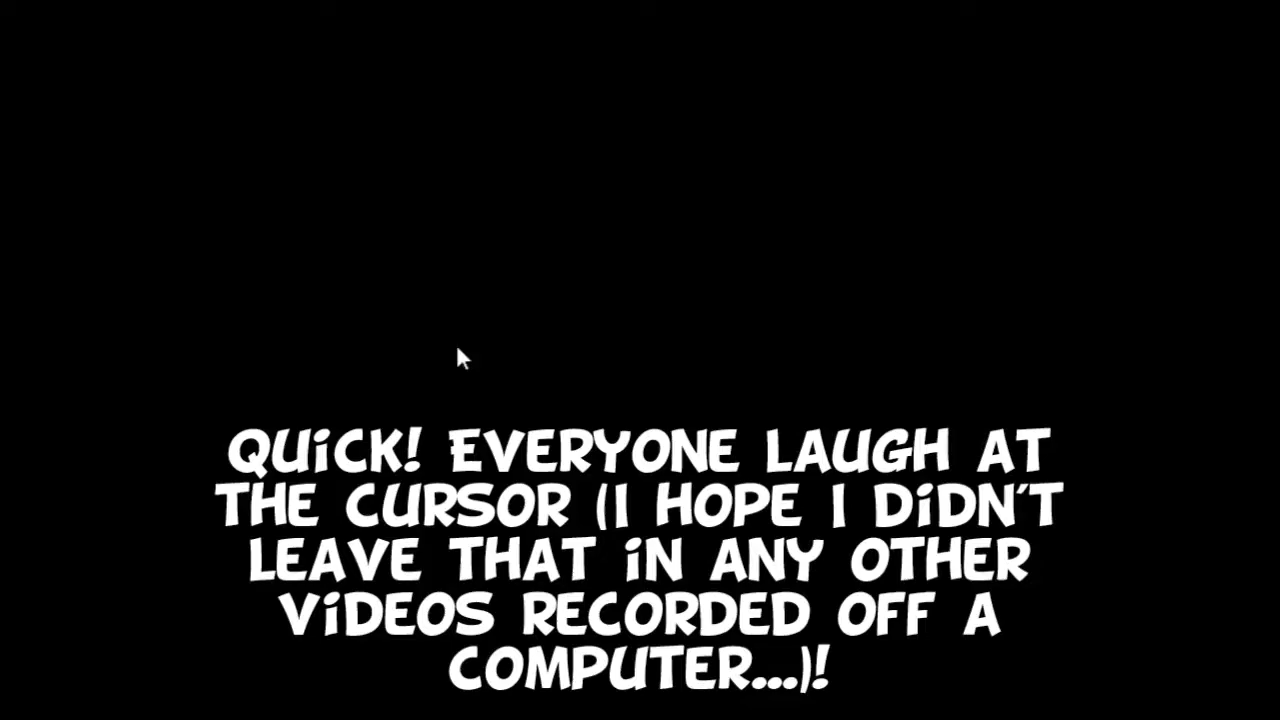 QUiCK! EVERYONE LAUGH AT
THE CURSOR (I HOPE I DiDN'T
LEAVE THAT iN ANY OTHER
ViDEOS RECORDED OFF A
COMPUTER...)!